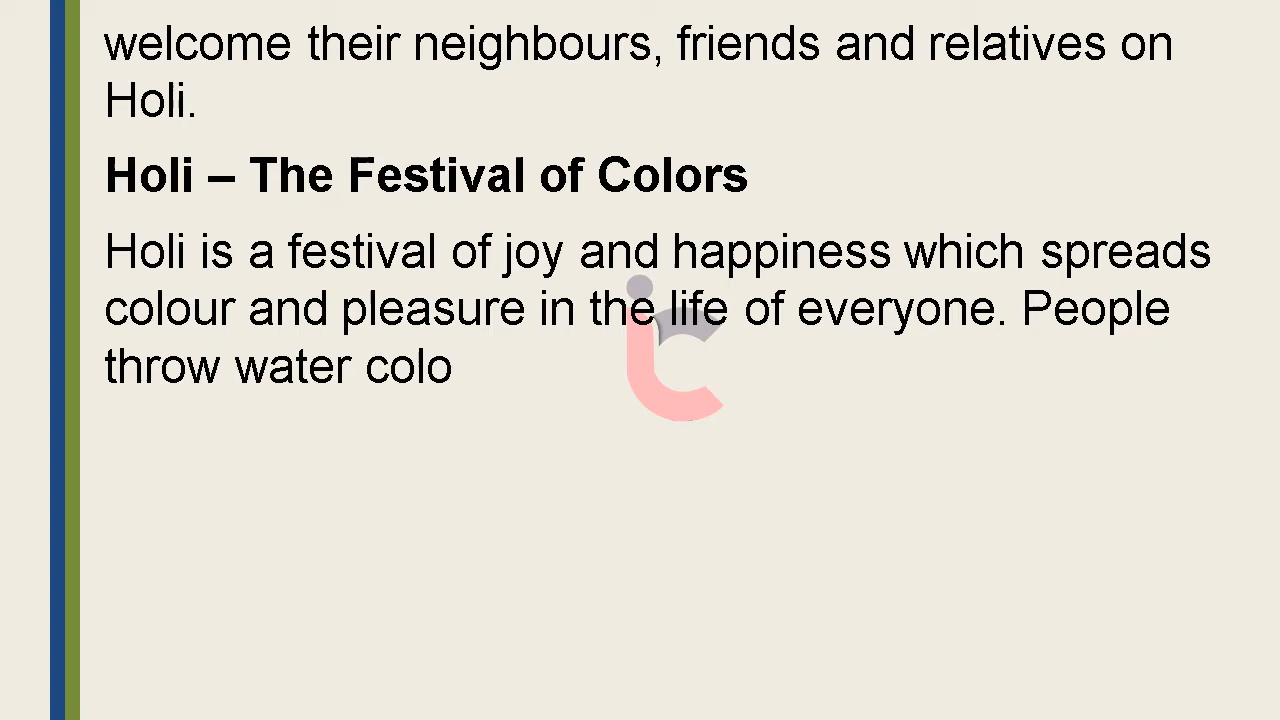 welcome their neighbours, friends and relatives on
Holi.
Holi – The Festival of Colors
Holi is a festival of joy and happiness which spreads
colour and pleasure in the life of everyone. People
throw water colo